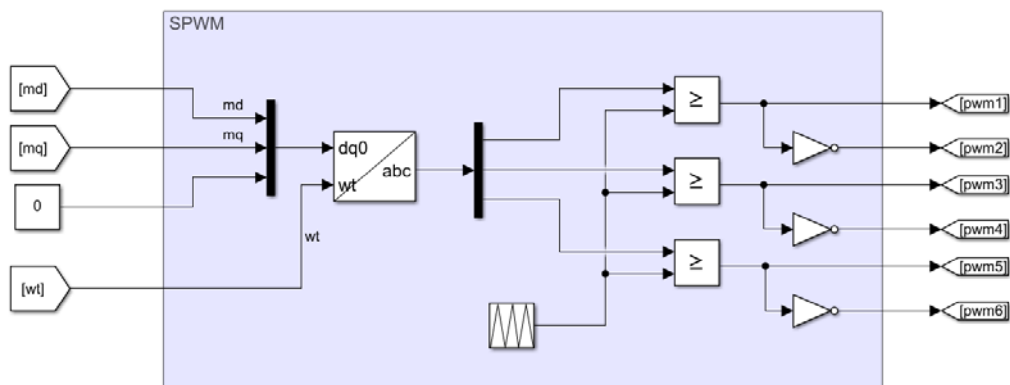 SPWM
[md]
md
[mq]
mq
0
dq0
wt
abc
[wt]
wt
≥
≥
≥
[pwm1]
[pwm2]
[pwm3]
[pwm4]
[pwm5]
[pwm6]